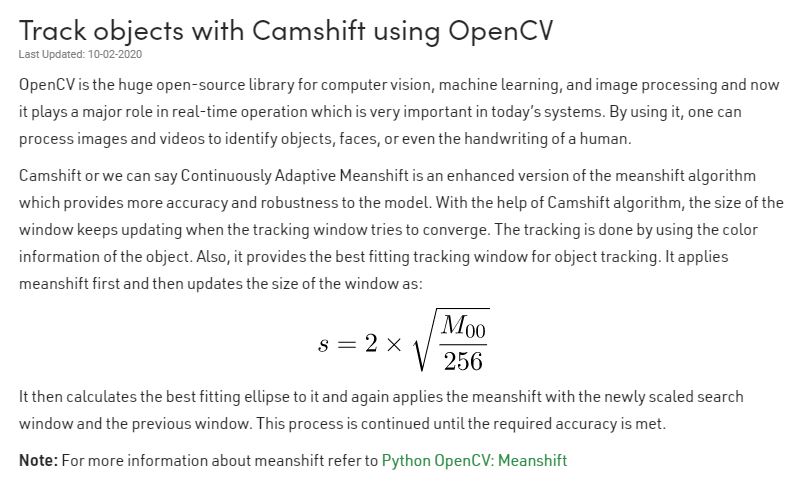 Track objects with Camshift using OpenCV
Last Updated: 10-02-2020
OpenCV is the huge open-source library for computer vision, machine learning, and image processing and now
it plays a major role in real-time operation which is very important in today's systems. By using it, one can
process images and videos to identify objects, faces, or even the handwriting of a human.
Camshift or we can say Continuously Adaptive Meanshift is an enhanced version of the meanshift algorithm
which provides more accuracy and robustness to the model. With the help of Camshift algorithm, the size of the
window keeps updating when the tracking window tries to converge. The tracking is done by using the color
information of the object. Also, it provides the best fitting tracking window for object tracking. It applies
meanshift first and then updates the size of the window as:
s = 2 × √(M₀₀/256)
It then calculates the best fitting ellipse to it and again applies the meanshift with the newly scaled search
window and the previous window. This process is continued until the required accuracy is met.
Note: For more information about meanshift refer to Python OpenCV: Meanshift